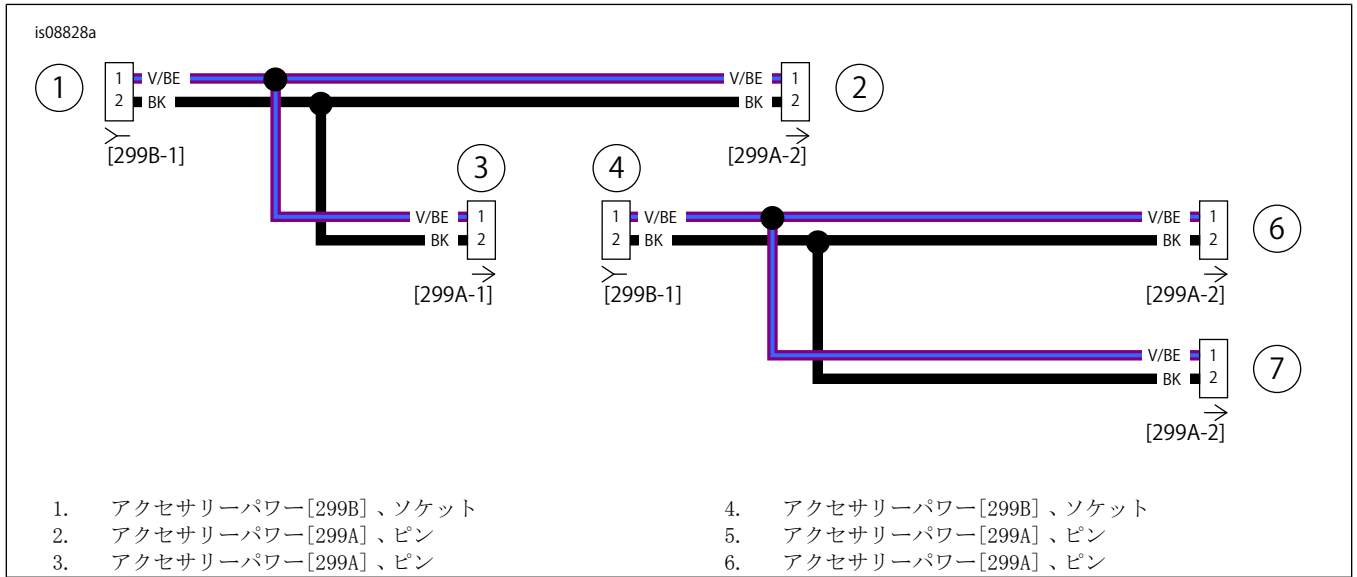 is08828a
1
1 V/BE V/BE 1
2 BK BK 2
2
[299B-1] [299A-2]
3
4
V/BE 1
BK 2
[299A-1]
1 V/BE V/BE 1
2 BK BK 2
6
[299B-1] [299A-2]
V/BE 1
BK 2
7
[299A-2]
1. アクセサリーパワー[299B]、ソケット
2. アクセサリーパワー[299A]、ピン
3. アクセサリーパワー[299A]、ピン
4. アクセサリーパワー[299B]、ソケット
5. アクセサリーパワー[299A]、ピン
6. アクセサリーパワー[299A]、ピン